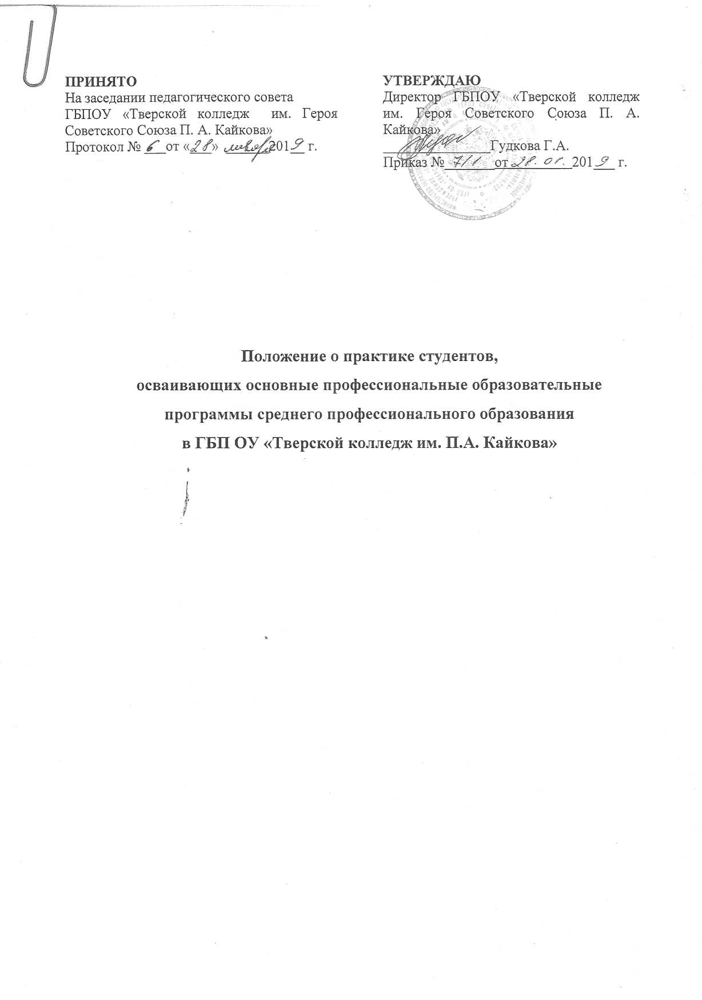 ПРИНЯТО
На заседании педагогического совета
ГБПОУ «Тверской колледж им. Героя
Советского Союза П. А. Кайкова»
Протокол № 6 от «28» января 2019 г.
УТВЕРЖДАЮ
Директор ГБПОУ «Тверской колледж
им. Героя Советского Союза П. А.
Кайкова»
Гудкова Г.А.
Приказ № 7/1 от 28.01. 2019 г.
Положение о практике студентов,
осваивающих основные профессиональные образовательные
программы среднего профессионального образования
в ГБП ОУ «Тверской колледж им. П.А. Кайкова»